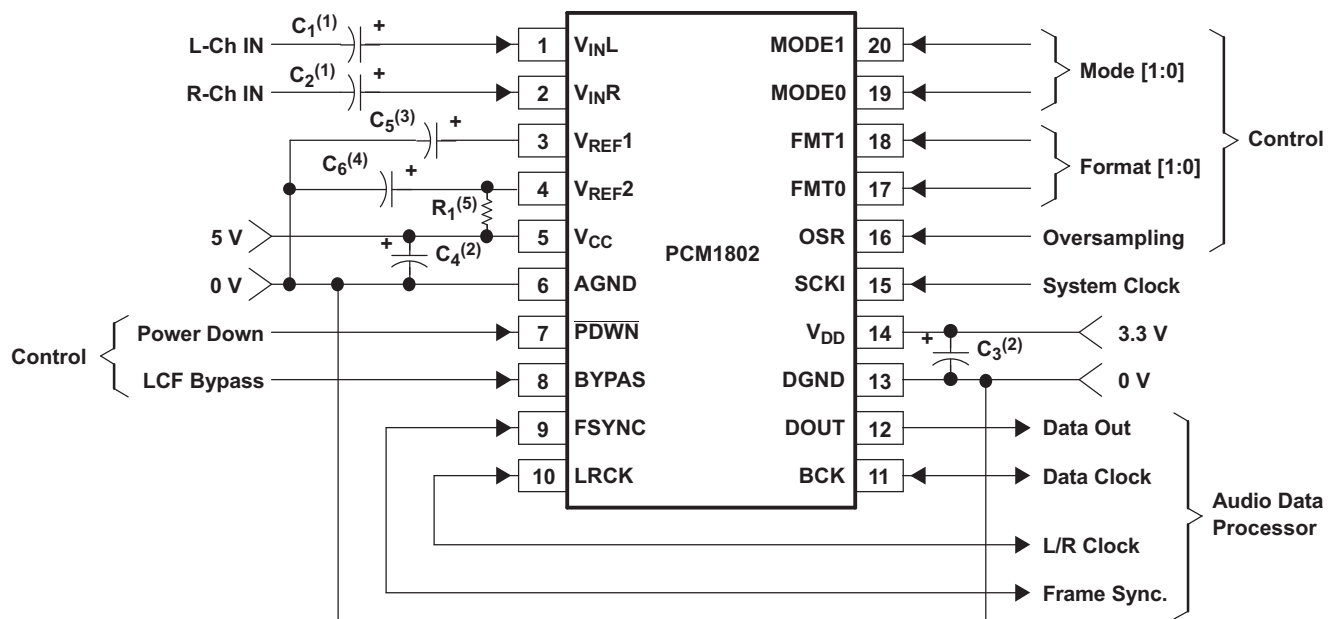 C1(1) +
L-Ch IN
1 VINL
MODE1 20
C2(1) +
R-Ch IN
2 VINR
MODE0 19
Mode [1:0]
C5(3) +
3 VREF1
FMT1 18
Control
C6(4) +
4 VREF2
FMT0 17
Format [1:0]
R1(5)
5 V
+ C4(2)
5 VCC
PCM1802
OSR 16
Oversampling
0 V
6 AGND
SCKI 15
System Clock
Control
Power Down
7 PDWN
VDD 14
+ C3(2)
3.3 V
LCF Bypass
8 BYPAS
DGND 13
0 V
9 FSYNC
DOUT 12
Data Out
10 LRCK
BCK 11
Data Clock
Audio Data
Processor
L/R Clock
Frame Sync.